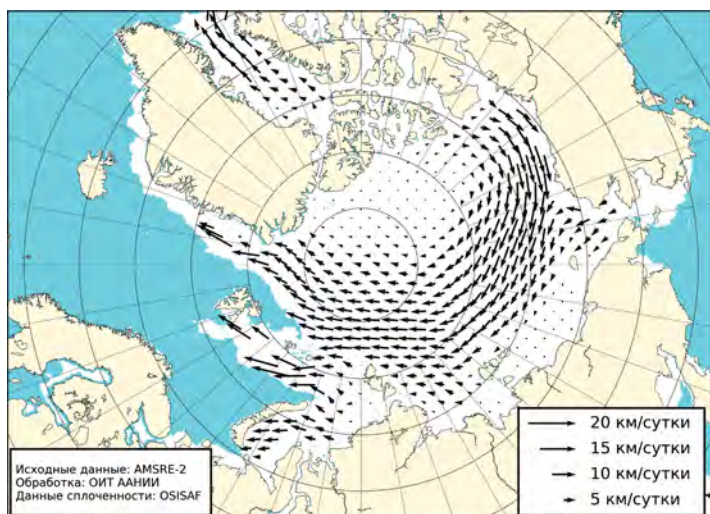 Исходные данные: AMSRE-2
Обработка: ОИТ ААНИИ
Данные сплоченности: OSISAF
20 км/сутки
15 км/сутки
10 км/сутки
5 км/сутки